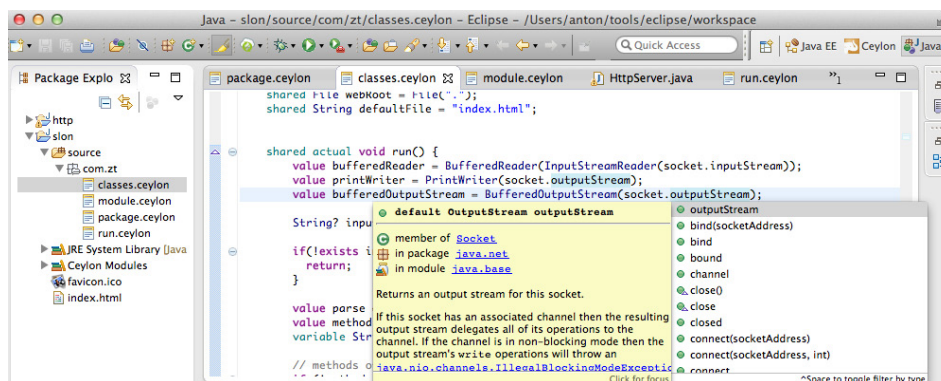 Java – slon/source/com/zt/classes.ceylon – Eclipse – /Users/anton/tools/eclipse/workspace
Quick Access
Java EE
Ceylon
Java
Package Explo
package.ceylon
classes.ceylon
module.ceylon
HttpServer.java
run.ceylon
»1
http
slon
source
com.zt
classes.ceylon
module.ceylon
package.ceylon
run.ceylon
JRE System Library [Java
Ceylon Modules
favicon.ico
index.html
shared File webRoot = File(".");
shared String defaultFile = "index.html";
shared actual void run() {
value bufferedReader = BufferedReader(InputStreamReader(socket.inputStream));
value printWriter = PrintWriter(socket.outputStream);
value bufferedOutputStream = BufferedOutputStream(socket.outputStream);
String? inpu
if(!exists i
return;
}
value parse
value method
variable Str
// methods o
default OutputStream outputStream
member of Socket
in package java.net
in module java.base
Returns an output stream for this socket.
If this socket has an associated channel then the resulting
output stream delegates all of its operations to the
channel. If the channel is in non-blocking mode then the
output stream's write operations will throw an
java.nio.channels.IllegalBlockingModeExceptio
Click for focus
outputStream
bind(socketAddress)
bind
bound
channel
close()
close
closed
connect(socketAddress)
connect(socketAddress, int)
connect
^Space to toggle filter by type